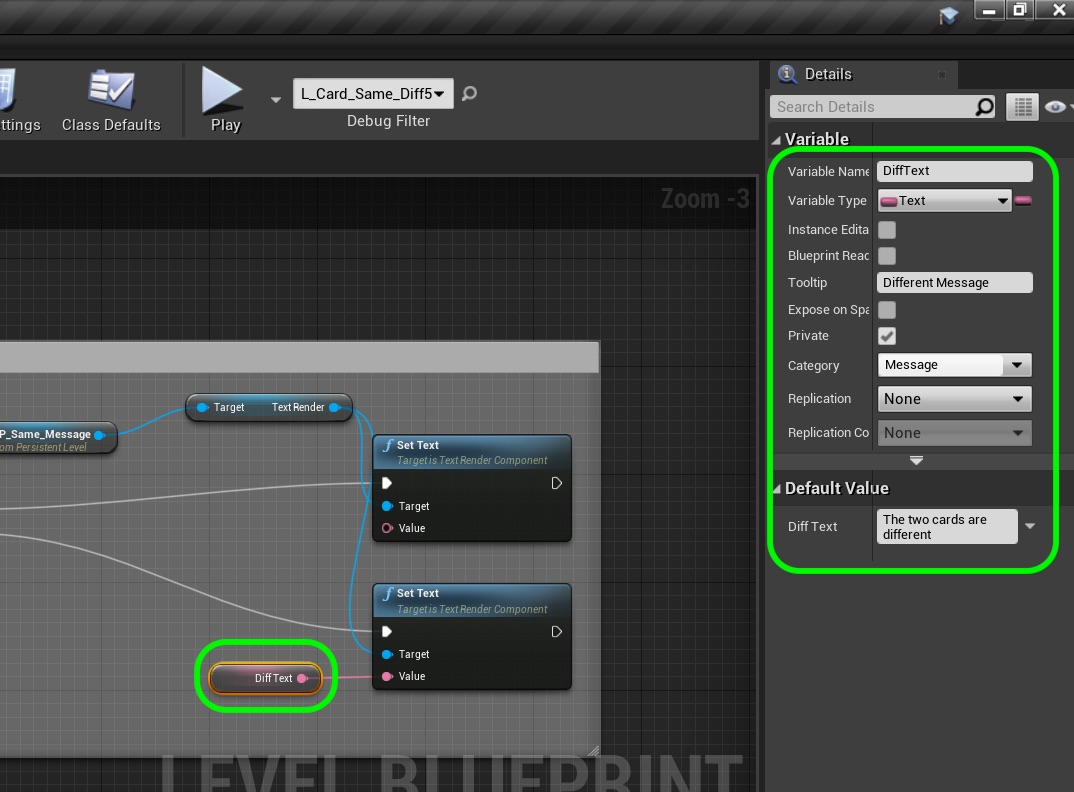 ttings
Class Defaults
Play
L_Card_Same_Diff5
Debug Filter
Zoom -3
P_Same_Message
om Persistent Level
Target
Text Render
Set Text
Target is Text Render Component
Target
Value
Set Text
Target is Text Render Component
Target
Value
Diff Text
LEVEL BLUEPRINT
Details
Search Details
Variable
Variable Name
DiffText
Variable Type
Text
Instance Edita
Blueprint Reac
Tooltip
Different Message
Expose on Spa
Private
Category
Message
Replication
None
Replication Co
None
Default Value
Diff Text
The two cards are
different